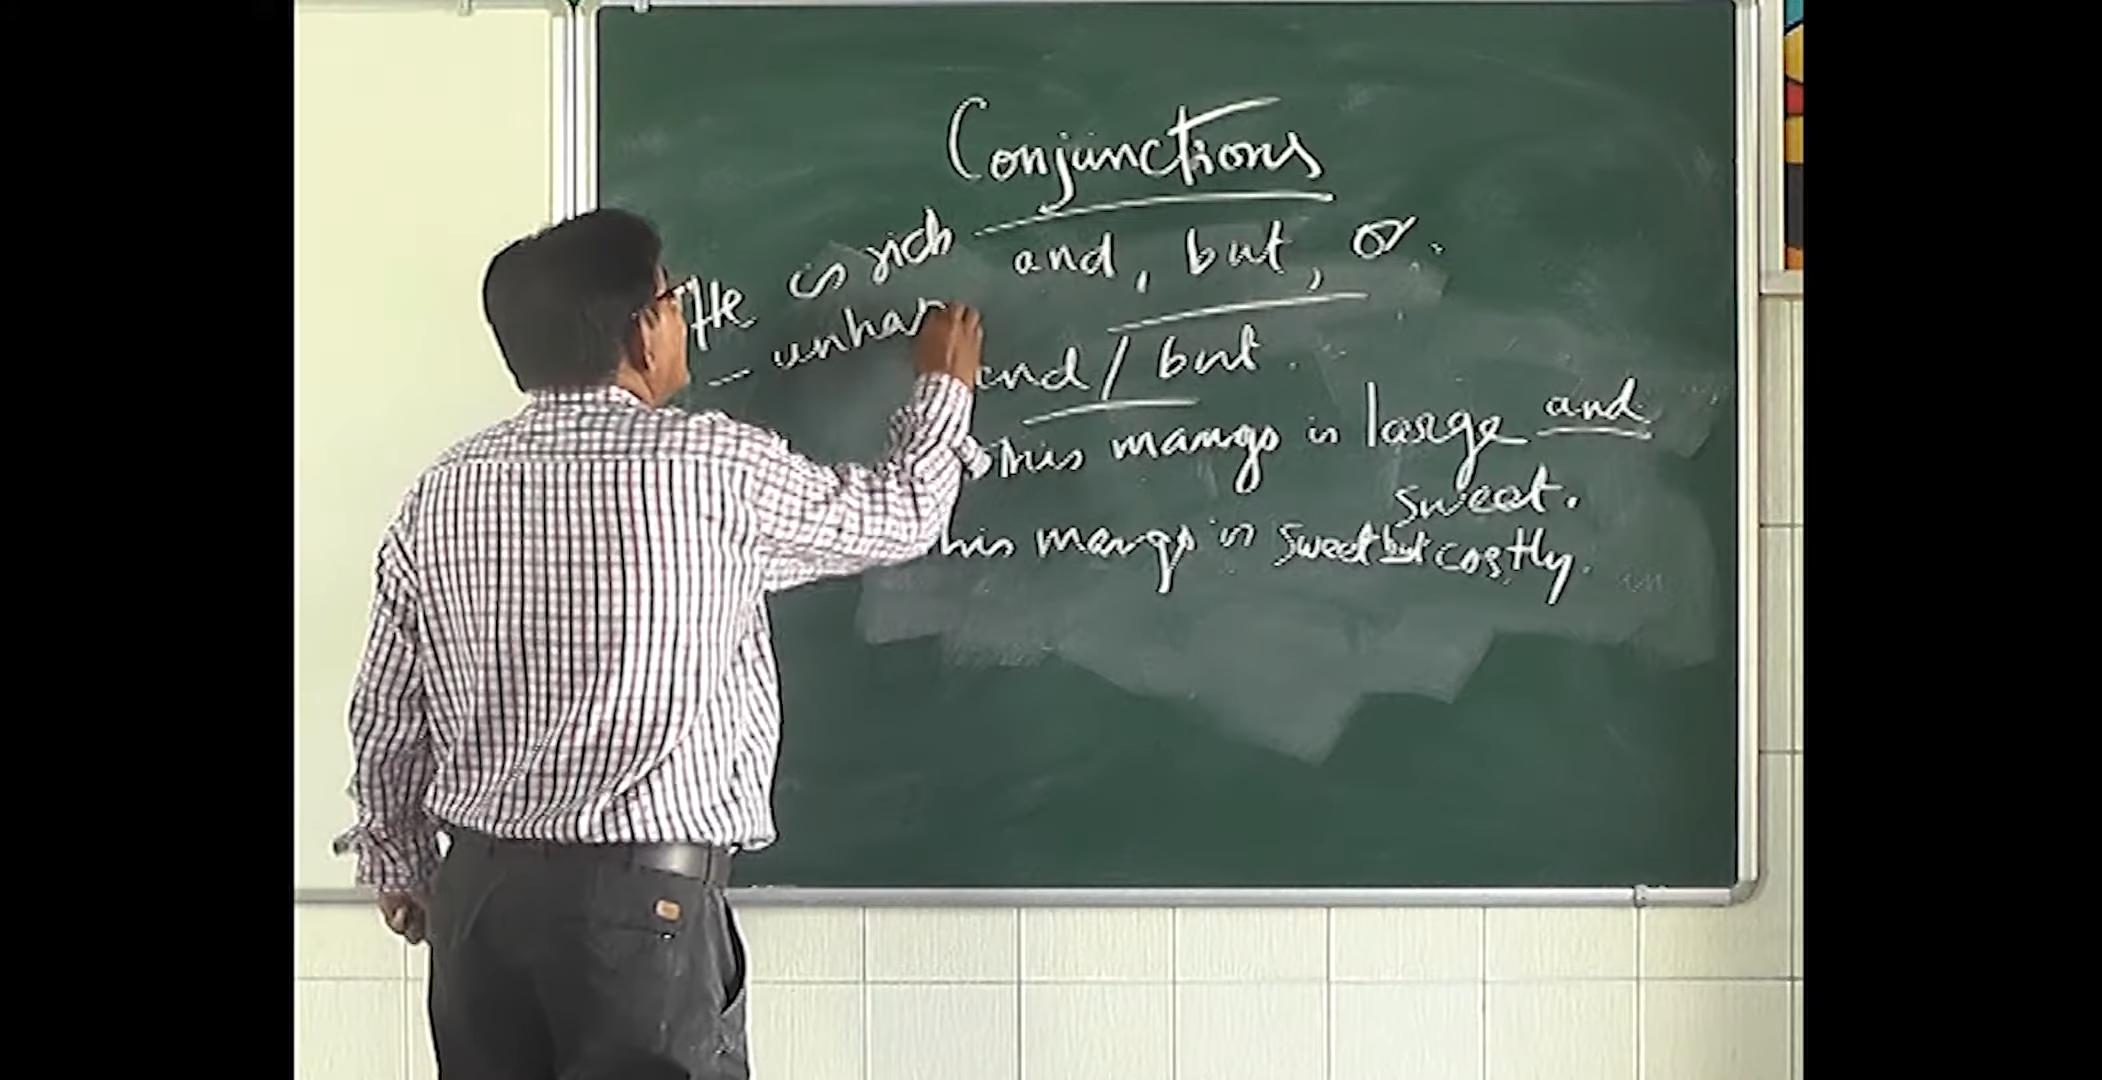 Conjunctions
and, but, or.
He is rich
— unhap
and / but.
This mango is large and
sweet.
This mango is sweet but costly.